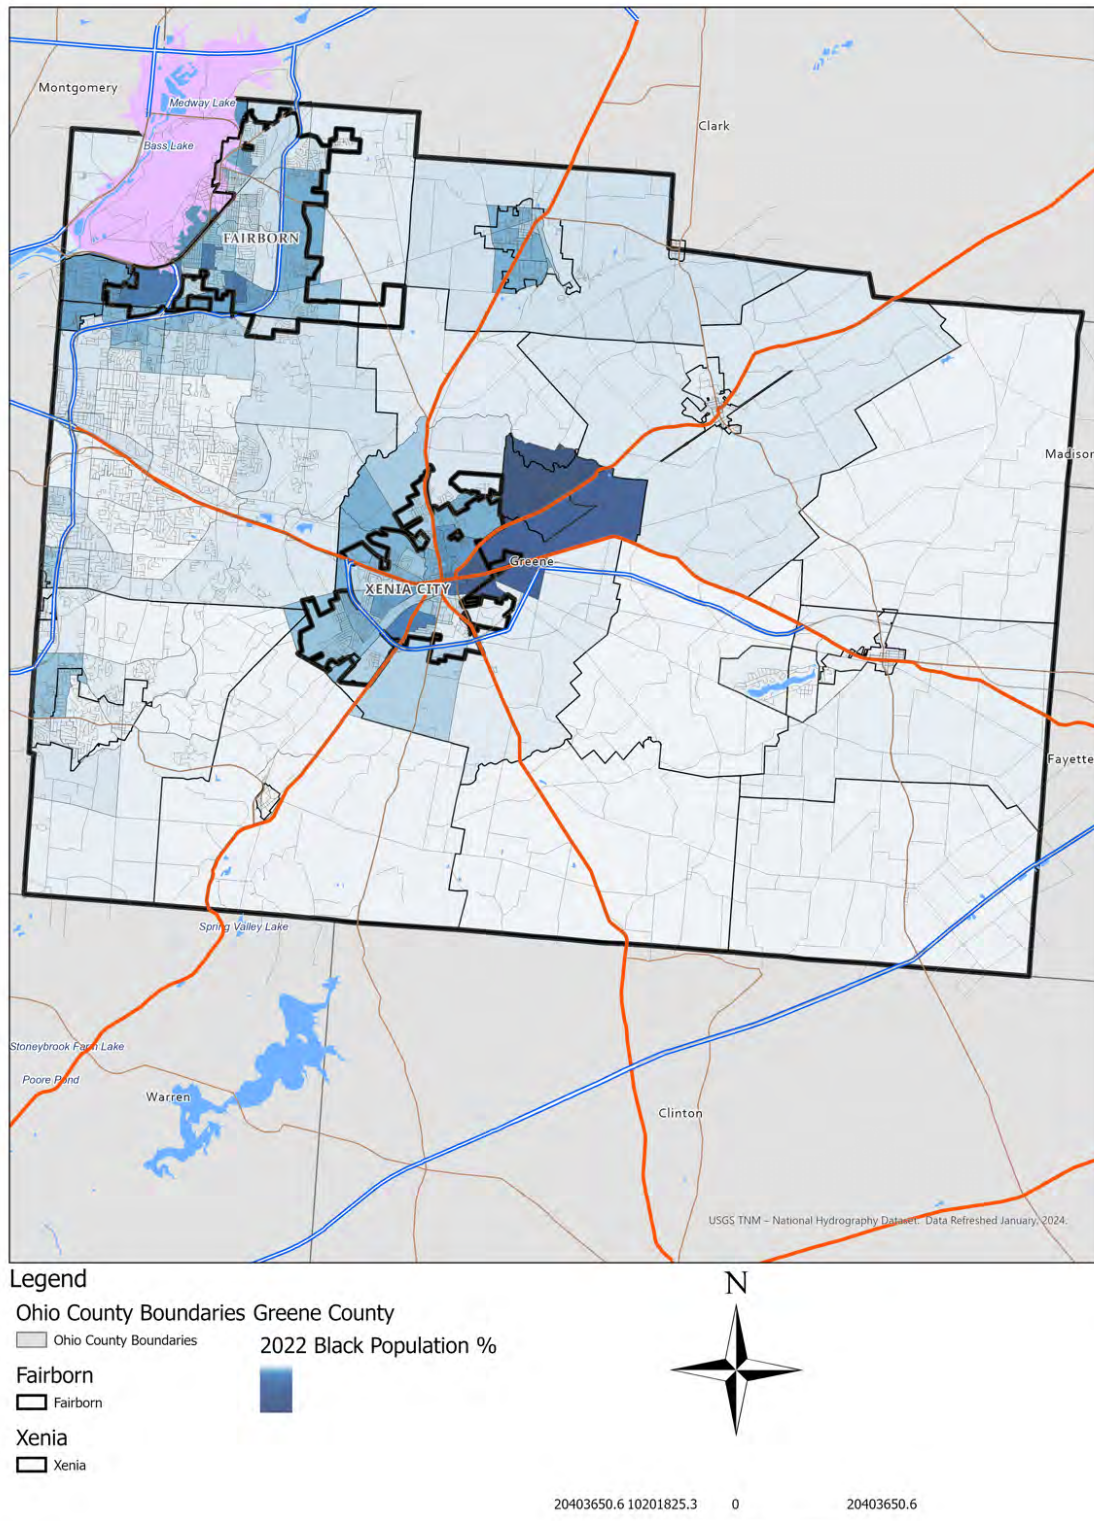 Montgomery
Medway Lake
Clark
Bass Lake
FAIRBORN
Madison
Greene
XENIA CITY
Fayette
Spring Valley Lake
Stoneybrook Farm Lake
Poore Pond
Warren
Clinton
USGS TNM – National Hydrography Dataset. Data Refreshed January, 2024.
Legend
Ohio County Boundaries
Ohio County Boundaries
Fairborn
Fairborn
Xenia
Xenia
Greene County
2022 Black Population %
N
20403650.6 10201825.3 0 20403650.6